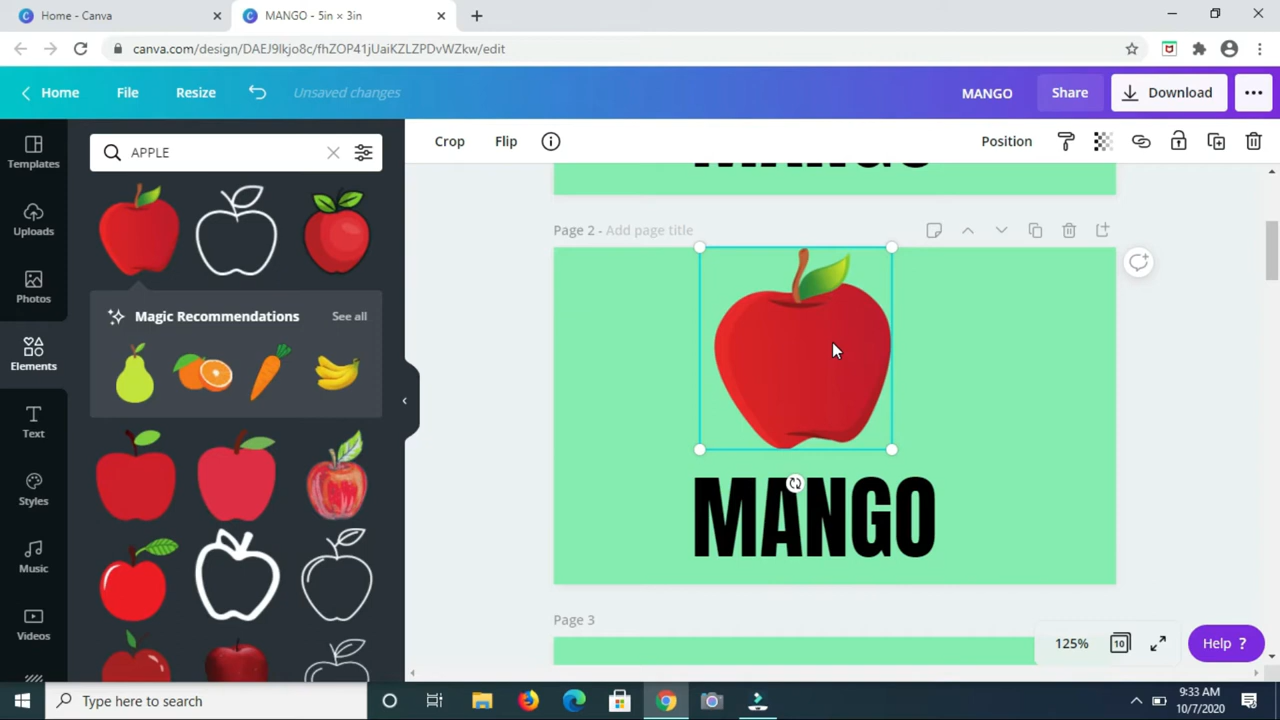 Home - Canva
MANGO - 5in × 3in
canva.com/design/DAEJ9lkjo8c/fhZOP41jUaiKZLZPDvWZkw/edit
Home
File
Resize
Unsaved changes
MANGO
Share
Download
Templates
Uploads
Photos
Elements
Text
Styles
Music
Videos
APPLE
Magic Recommendations
See all
Crop
Flip
Position
MANGO
Page 2 - Add page title
MANGO
Page 3
125%
10
Help ?
Type here to search
9:33 AM
10/7/2020